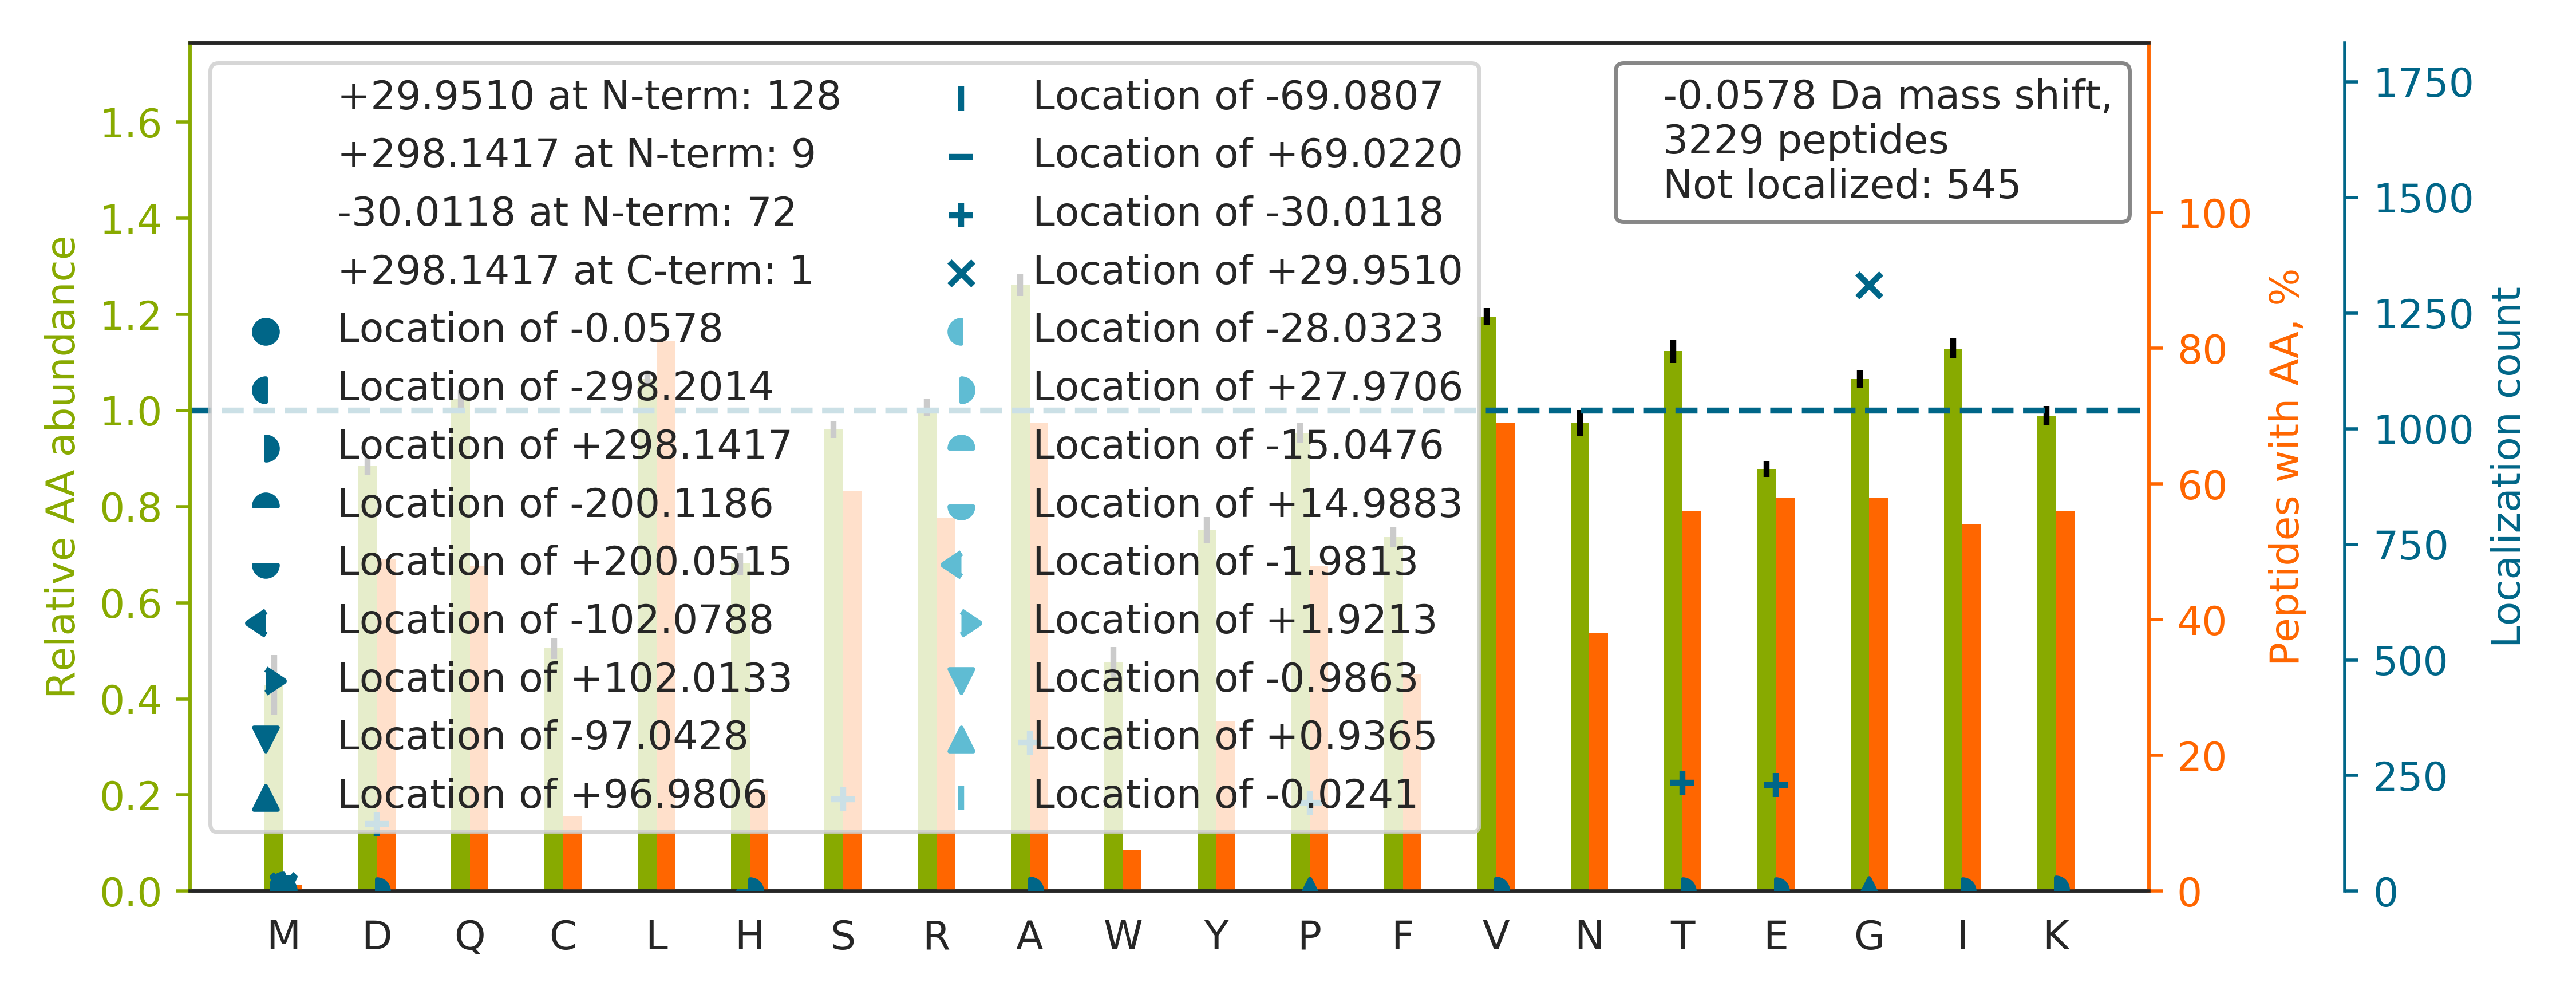 +29.9510 at N-term: 128
+298.1417 at N-term: 9
-30.0118 at N-term: 72
+298.1417 at C-term: 1
Location of -0.0578
Location of -298.2014
Location of +298.1417
Location of -200.1186
Location of +200.0515
Location of -102.0788
Location of +102.0133
Location of -97.0428
Location of +96.9806
Location of -69.0807
Location of +69.0220
Location of -30.0118
Location of +29.9510
Location of -28.0323
Location of +27.9706
Location of -15.0476
Location of +14.9883
Location of -1.9813
Location of +1.9213
Location of -0.9863
Location of +0.9365
Location of -0.0241
-0.0578 Da mass shift,
3229 peptides
Not localized: 545
Relative AA abundance
1.6
1.4
1.2
1.0
0.8
0.6
0.4
0.2
0.0
M D Q C L H S R A W Y P F V N T E G I K
100
80
60
40
20
0
Peptides with AA, %
1750
1500
1250
1000
750
500
250
0
Localization count